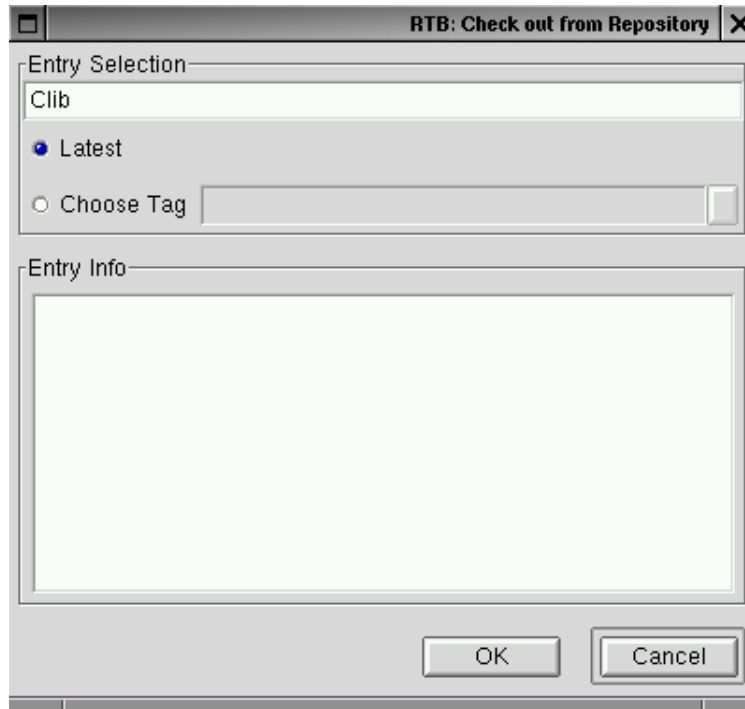 RTB: Check out from Repository
Entry Selection
Clib
Latest
Choose Tag
Entry Info
OK Cancel